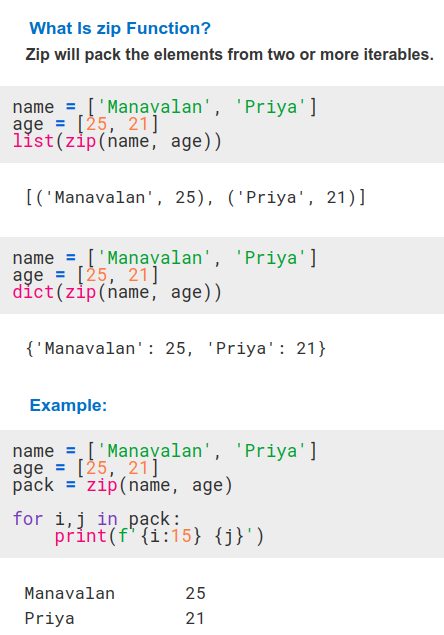 What Is zip Function?
Zip will pack the elements from two or more iterables.
name = ['Manavalan', 'Priya']
age = [25, 21]
list(zip(name, age))
[('Manavalan', 25), ('Priya', 21)]
name = ['Manavalan', 'Priya']
age = [25, 21]
dict(zip(name, age))
{'Manavalan': 25, 'Priya': 21}
Example:
name = ['Manavalan', 'Priya']
age = [25, 21]
pack = zip(name, age)
for i,j in pack:
    print(f'{i:15} {j}')
Manavalan       25
Priya           21